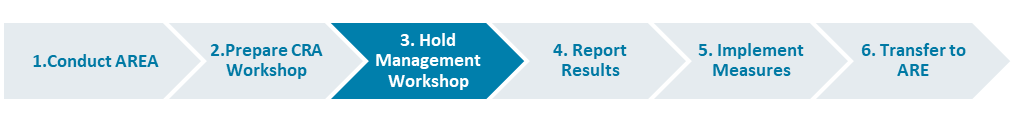 1.Conduct AREA
2.Prepare CRA
Workshop
3. Hold
Management
Workshop
4. Report
Results
5. Implement
Measures
6. Transfer to
ARE